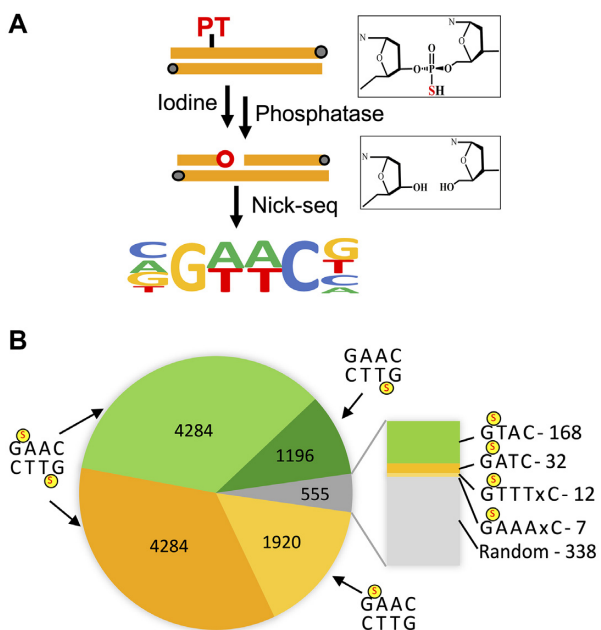 A
PT
N
N
O
O
O
O
P
O
SH
Iodine
Phosphatase
N
N
O
O
OH
HO
Nick-seq
C
A
G
T
G
A
T
A
T
C
G
T
C
A
B
GAAC
CTTG
S
S
GAAC
CTTG
S
4284
1196
555
4284
1920
S
GTAC - 168
S
GATC - 32
S
GTTTxC - 12
S
GAAAxC - 7
Random - 338
S
GAAC
CTTG